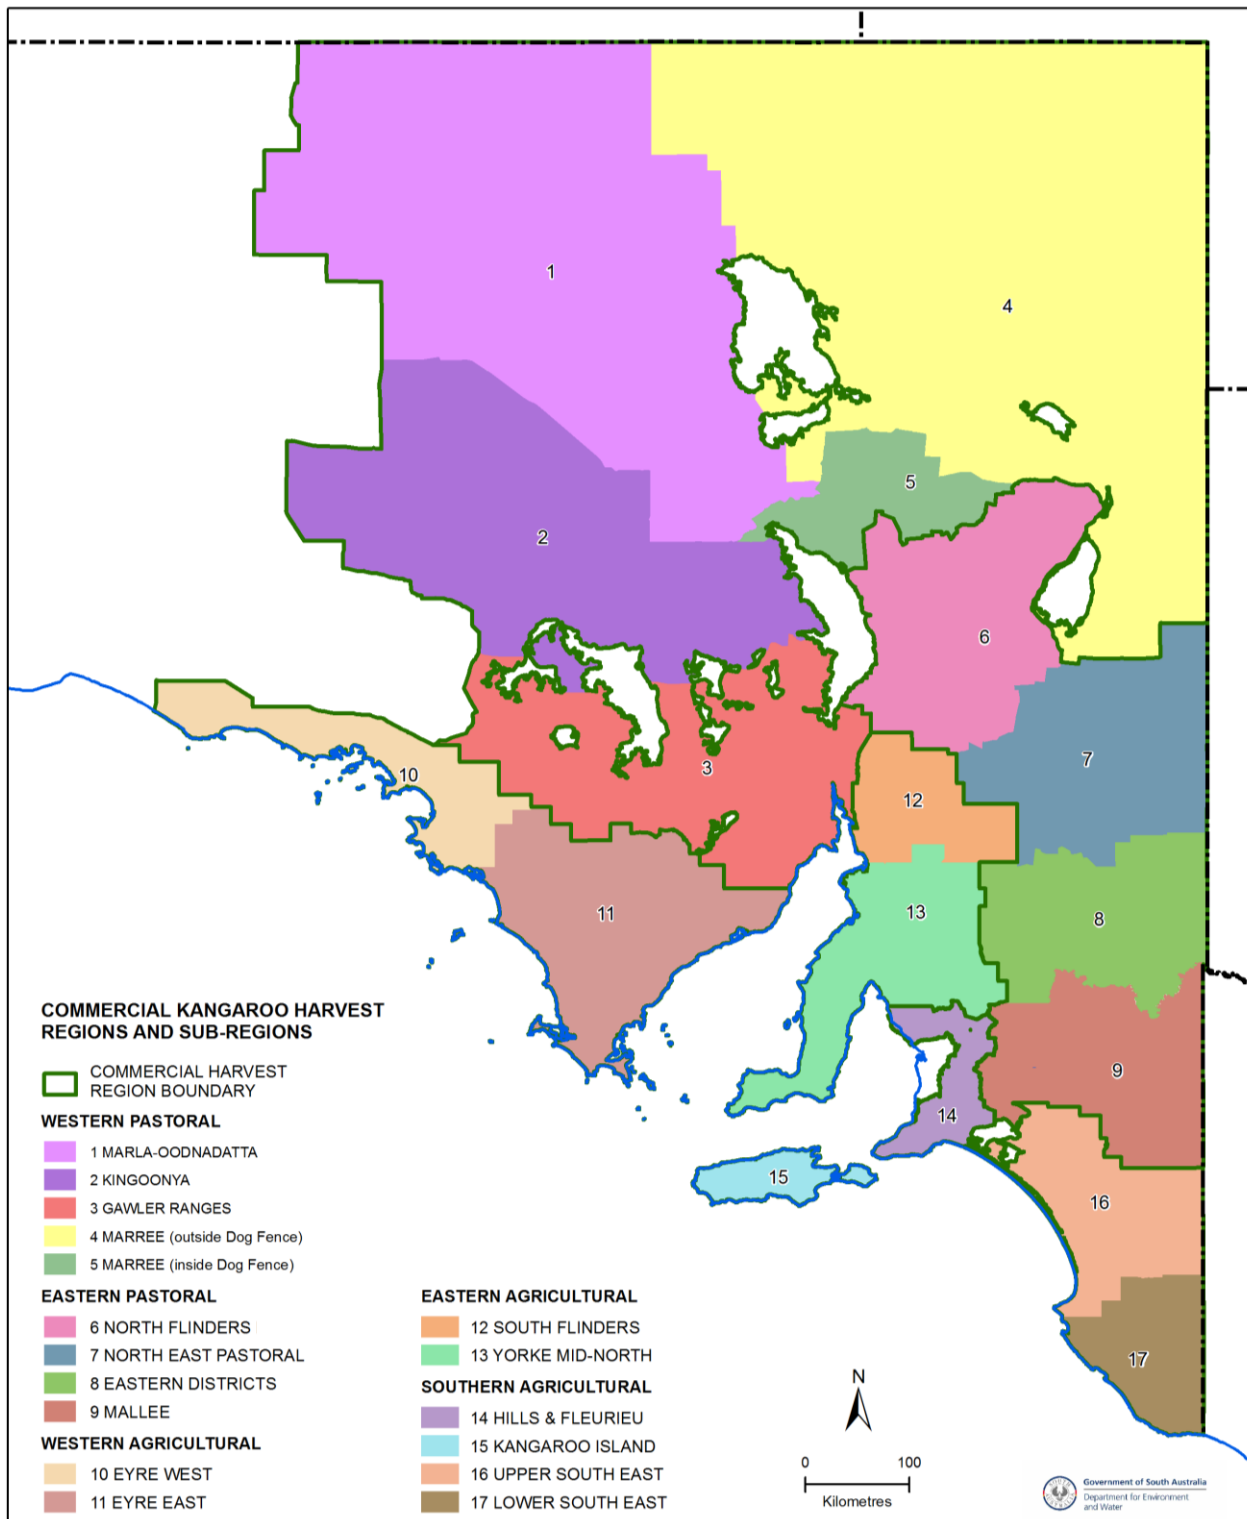 1
4
5
2
6
3
7
10
12
11
13
8
9
14
15
16
17
COMMERCIAL KANGAROO HARVEST
REGIONS AND SUB-REGIONS
COMMERCIAL HARVEST
REGION BOUNDARY
WESTERN PASTORAL
1 MARLA-OODNADATTA
2 KINGOONYA
3 GAWLER RANGES
4 MARREE (outside Dog Fence)
5 MARREE (inside Dog Fence)
EASTERN PASTORAL
6 NORTH FLINDERS
7 NORTH EAST PASTORAL
8 EASTERN DISTRICTS
9 MALLEE
WESTERN AGRICULTURAL
10 EYRE WEST
11 EYRE EAST
EASTERN AGRICULTURAL
12 SOUTH FLINDERS
13 YORKE MID-NORTH
SOUTHERN AGRICULTURAL
14 HILLS & FLEURIEU
15 KANGAROO ISLAND
16 UPPER SOUTH EAST
17 LOWER SOUTH EAST
N
0 100
Kilometres
Government of South Australia
Department for Environment
and Water